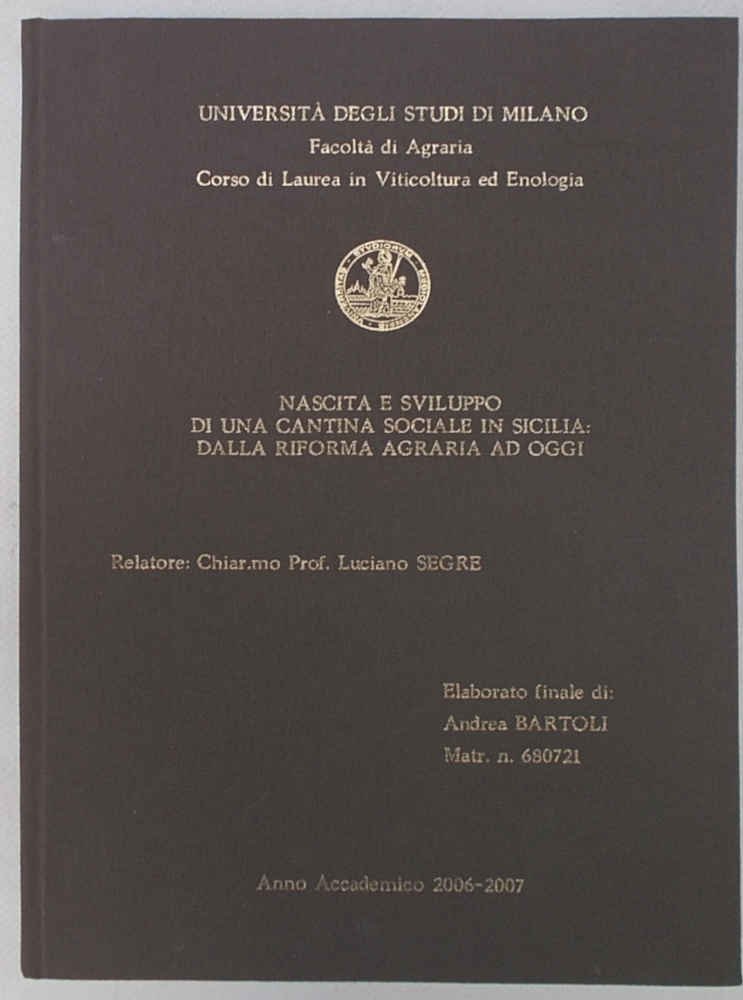 UNIVERSITÀ DEGLI STUDI DI MILANO
Facoltà di Agraria
Corso di Laurea in Viticoltura ed Enologia
NASCITA E SVILUPPO
DI UNA CANTINA SOCIALE IN SICILIA:
DALLA RIFORMA AGRARIA AD OGGI
Relatore: Chiar.mo Prof. Luciano SEGRE
Elaborato finale di:
Andrea BARTOLI
Matr. n. 680721
Anno Accademico 2006-2007